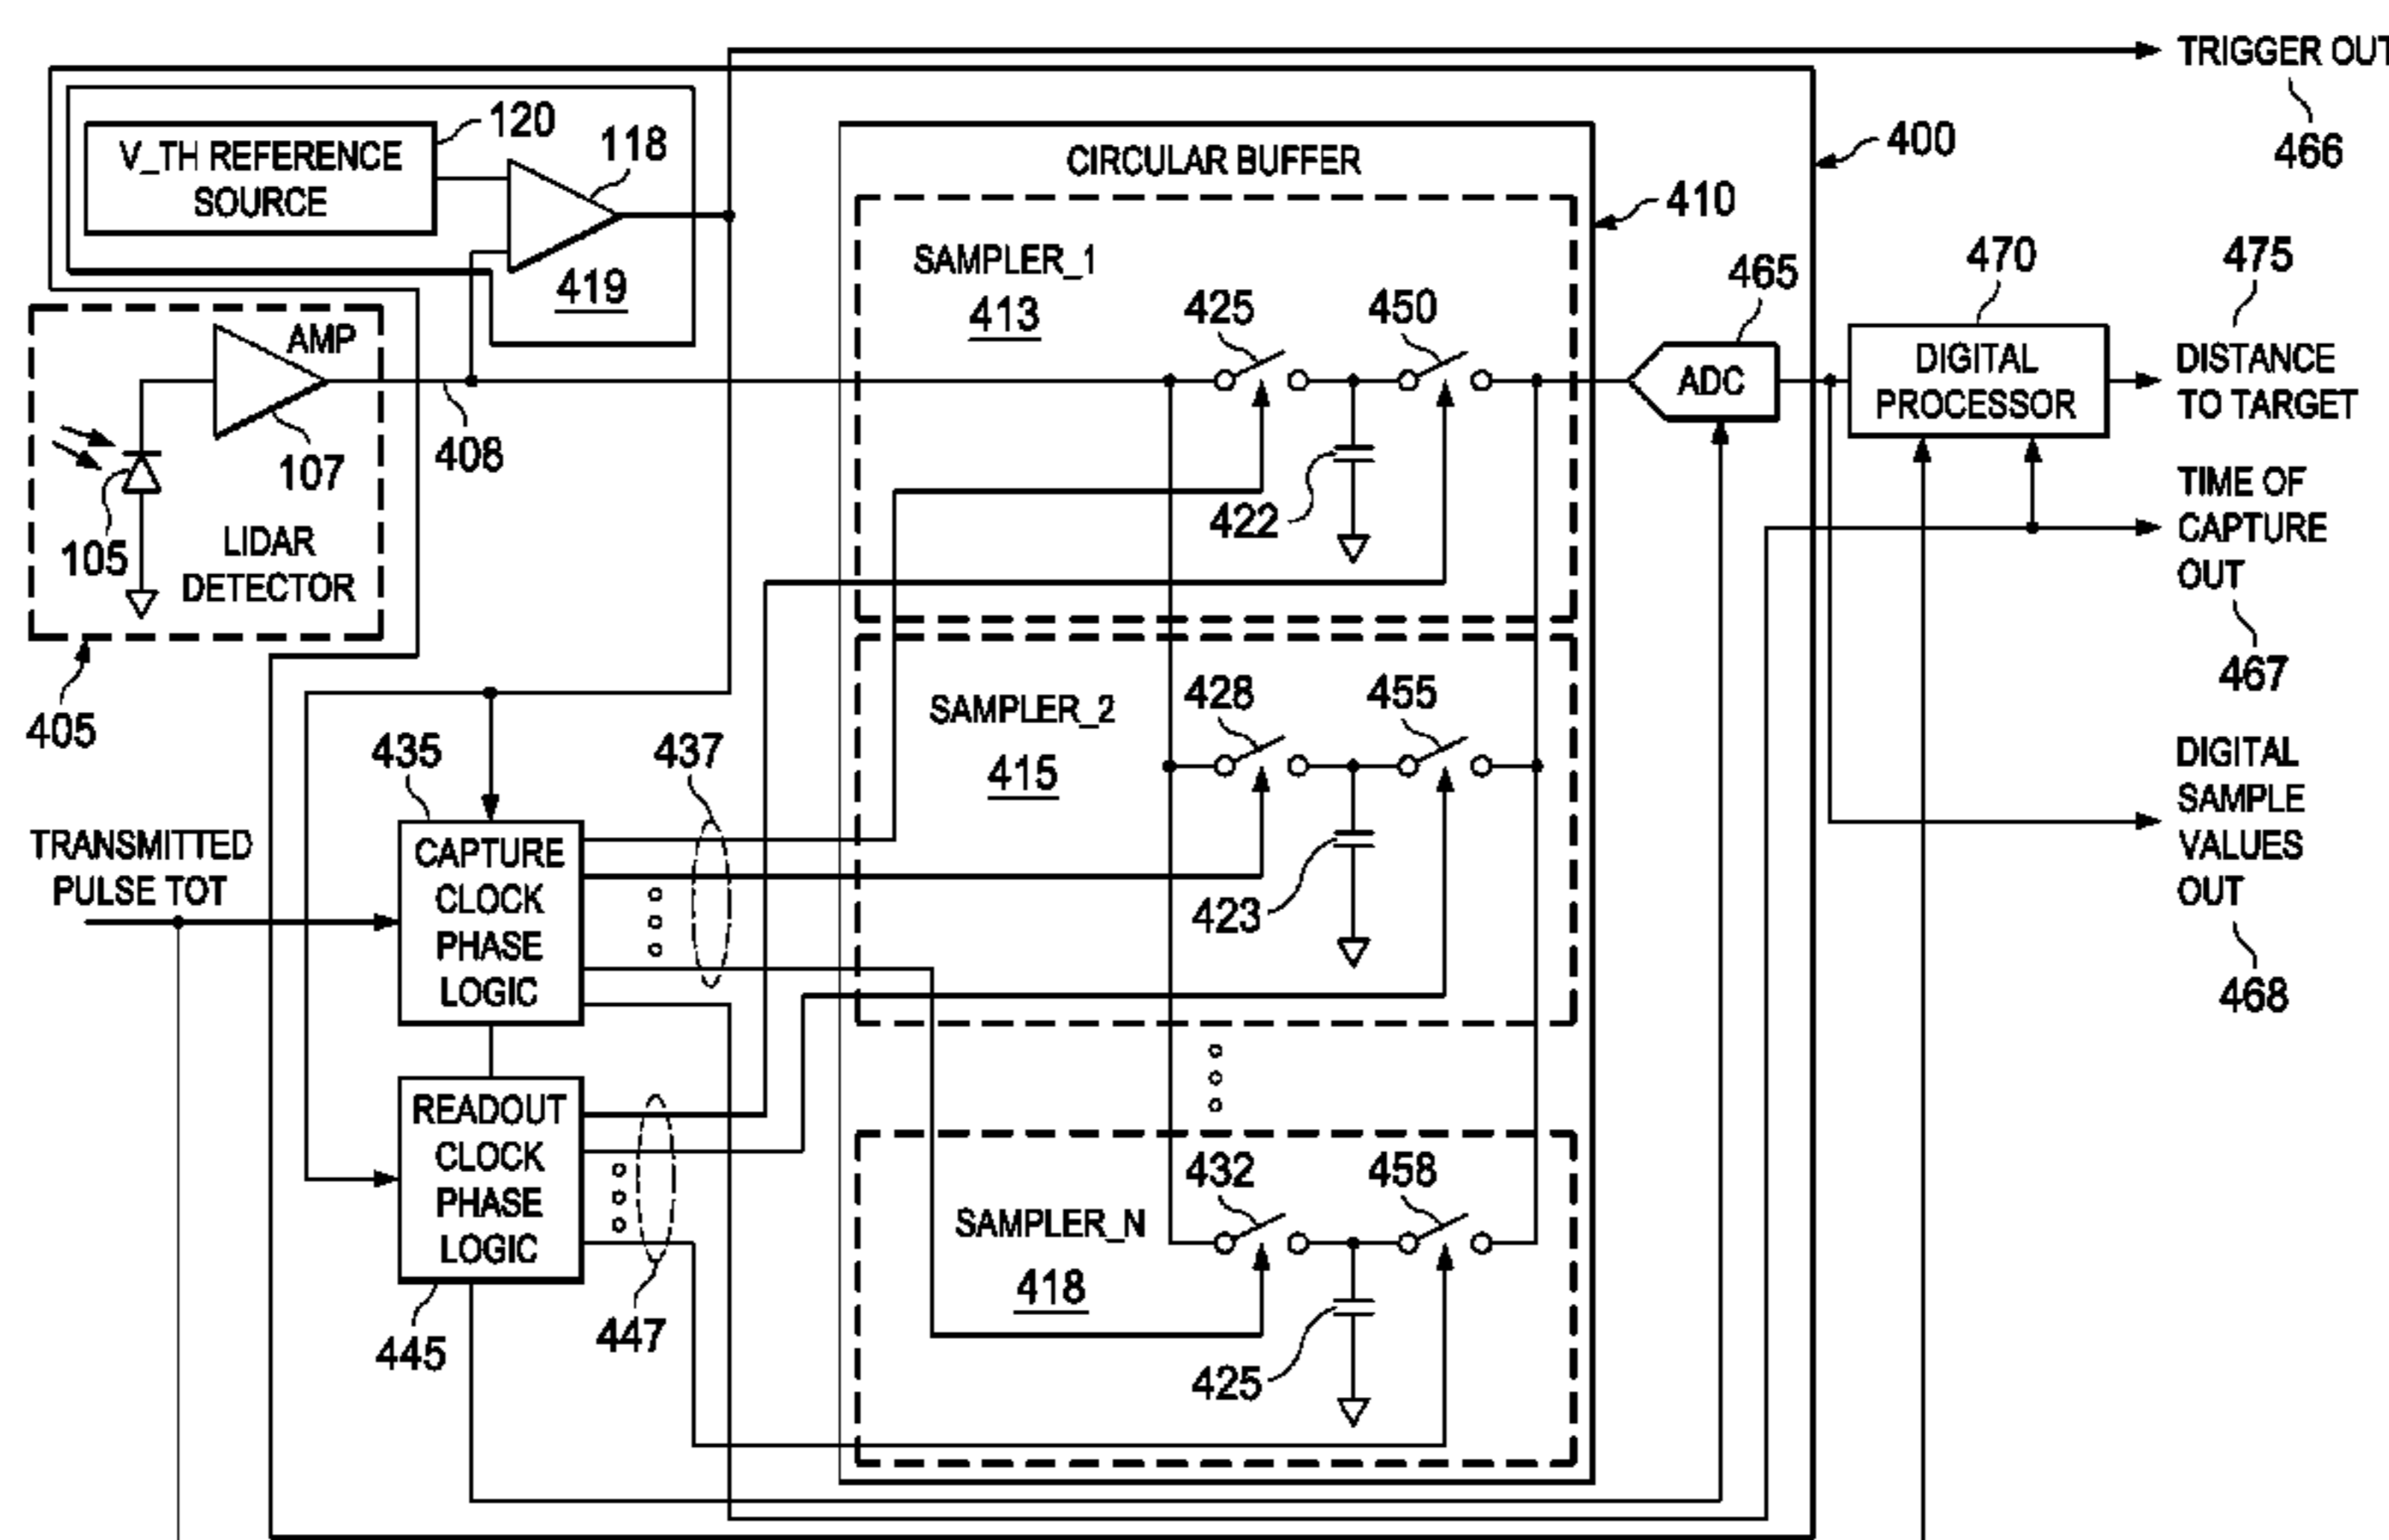 TRIGGER OUT
466
400
V_TH REFERENCE
SOURCE
120
118
419
CIRCULAR BUFFER
410
SAMPLER_1
413
425
450
422
465
ADC
470
DIGITAL
PROCESSOR
475
DISTANCE
TO TARGET
TIME OF
CAPTURE
OUT
467
AMP
107
408
105
LIDAR
DETECTOR
405
SAMPLER_2
415
428
455
423
DIGITAL
SAMPLE
VALUES
OUT
468
435
437
TRANSMITTED
PULSE TOT
CAPTURE
CLOCK
PHASE
LOGIC
READOUT
CLOCK
PHASE
LOGIC
445
447
SAMPLER_N
418
432
458
425